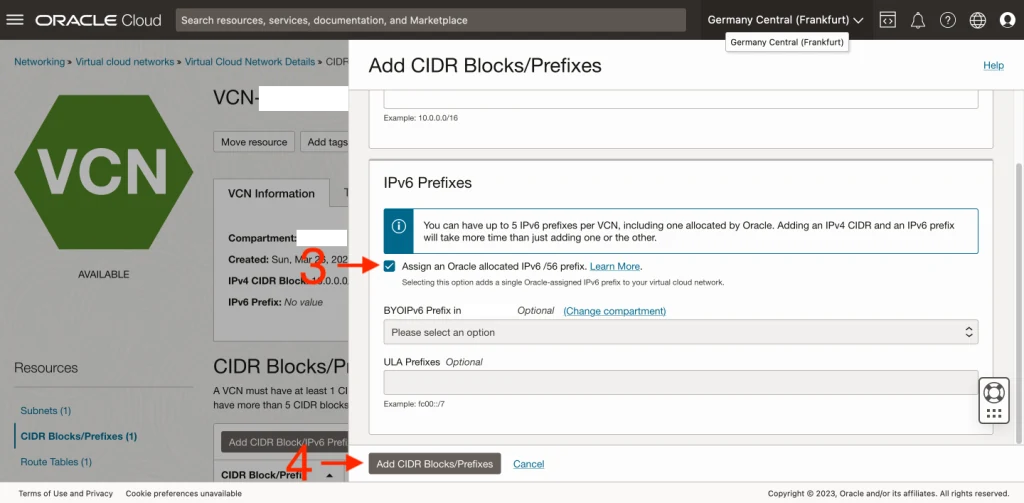 ORACLE Cloud
Search resources, services, documentation, and Marketplace
Germany Central (Frankfurt)
Germany Central (Frankfurt)
Networking » Virtual cloud networks » Virtual Cloud Network Details » CIDR
VCN
AVAILABLE
VCN-
Move resource
Add tags
VCN Information
Compartment:
Created: Sun, Mar 26, 202
IPv4 CIDR Block: .0.0.0.
IPv6 Prefix: No value
Resources
Subnets (1)
CIDR Blocks/Prefixes (1)
Route Tables (1)
CIDR Blocks/P
A VCN must have at least 1 CI
have more than 5 CIDR blocks
Add CIDR Block/IPv6 Prefi
CIDR Block/Prefi
Add CIDR Blocks/Prefixes
Help
Example: 10.0.0.0/16
IPv6 Prefixes
You can have up to 5 IPv6 prefixes per VCN, including one allocated by Oracle. Adding an IPv4 CIDR and an IPv6 prefix
will take more time than just adding one or the other.
3
Assign an Oracle allocated IPv6 /56 prefix. Learn More.
Selecting this option adds a single Oracle-assigned IPv6 prefix to your virtual cloud network.
BYOIPv6 Prefix in Optional (Change compartment)
Please select an option
ULA Prefixes Optional
Example: fc00::/7
4
Add CIDR Blocks/Prefixes
Cancel
Terms of Use and Privacy
Cookie preferences unavailable
Copyright © 2023, Oracle and/or its affiliates. All rights reserved.